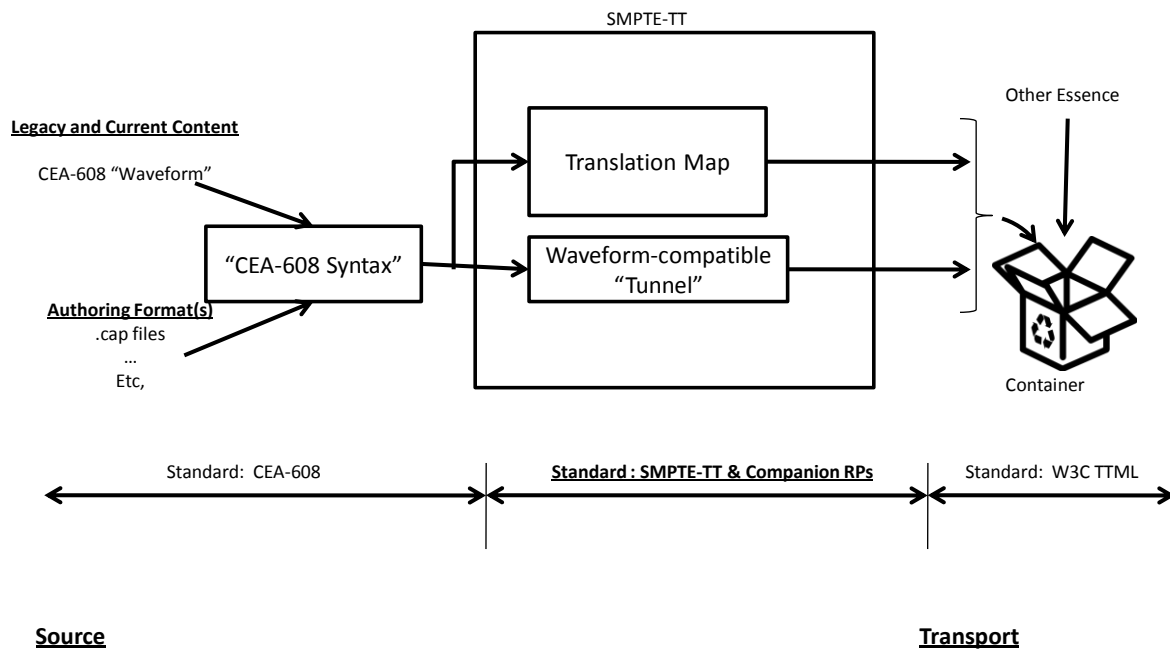 SMPTE-TT
Other Essence
Legacy and Current Content
Translation Map
CEA-608 “Waveform”
“CEA-608 Syntax”
Waveform-compatible
“Tunnel”
Authoring Format(s)
.cap files
…
Etc,
Container
Standard: CEA-608
Standard : SMPTE-TT & Companion RPs
Standard: W3C TTML
Source
Transport